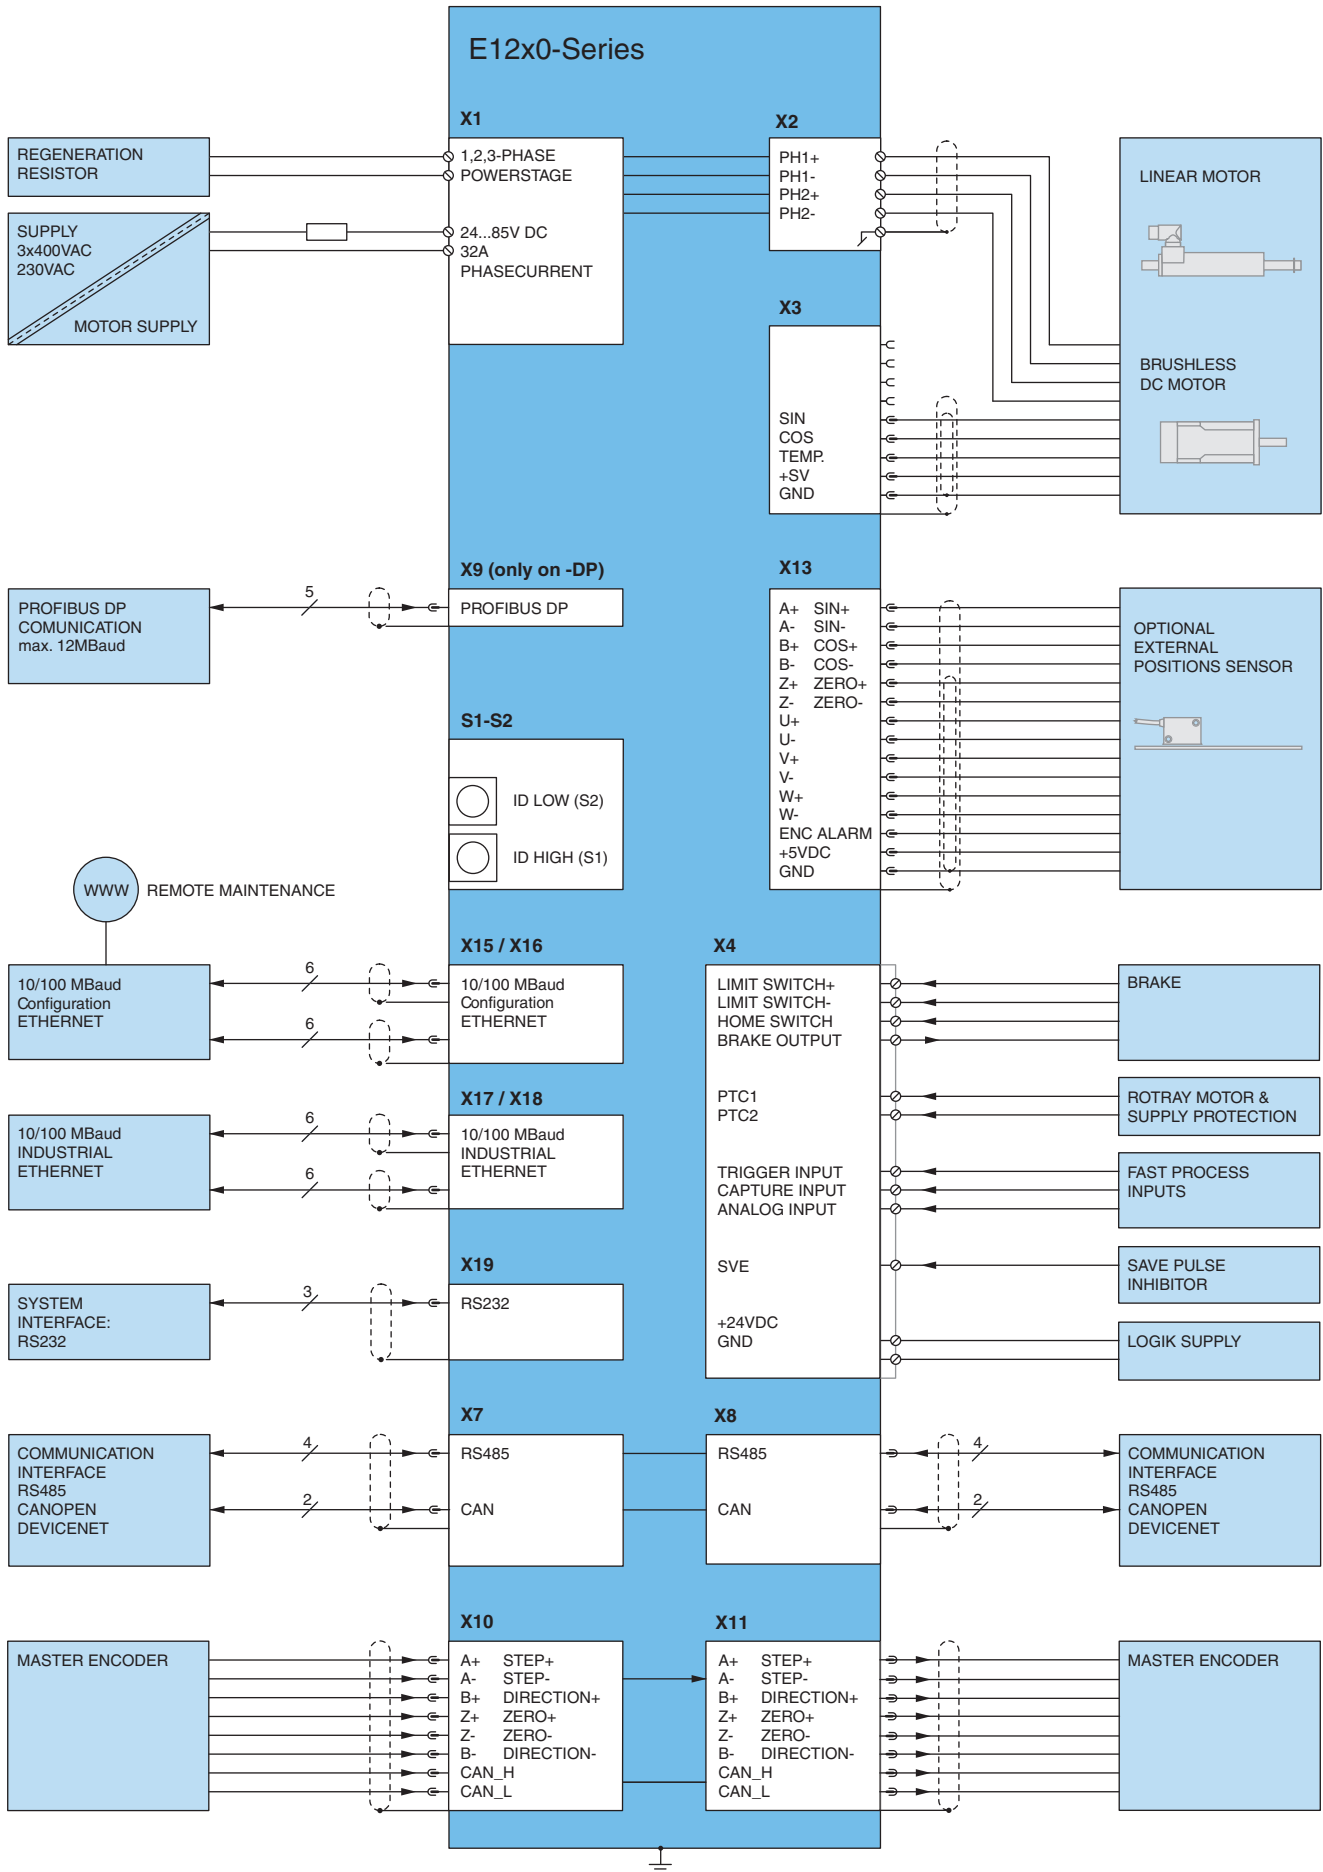 E12x0-Series
X1
REGENERATION
RESISTOR
1,2,3-PHASE
POWERSTAGE
SUPPLY
3x400VAC
230VAC
MOTOR SUPPLY
24...85V DC
32A
PHASECURRENT
X2
PH1+
PH1-
PH2+
PH2-
LINEAR MOTOR
BRUSHLESS
DC MOTOR
X3
SIN
COS
TEMP.
+SV
GND
X9 (only on -DP)
PROFIBUS DP
COMUNICATION
max. 12MBaud
5
PROFIBUS DP
X13
A+ SIN+
A- SIN-
B+ COS+
B- COS-
Z+ ZERO+
Z- ZERO-
U+
U-
V+
V-
W+
W-
ENC ALARM
+5VDC
GND
OPTIONAL
EXTERNAL
POSITIONS SENSOR
S1-S2
ID LOW (S2)
ID HIGH (S1)
WWW
REMOTE MAINTENANCE
X15 / X16
10/100 MBaud
Configuration
ETHERNET
6
6
10/100 MBaud
Configuration
ETHERNET
X17 / X18
10/100 MBaud
INDUSTRIAL
ETHERNET
6
6
10/100 MBaud
INDUSTRIAL
ETHERNET
X4
LIMIT SWITCH+
LIMIT SWITCH-
HOME SWITCH
BRAKE OUTPUT
PTC1
PTC2
TRIGGER INPUT
CAPTURE INPUT
ANALOG INPUT
SVE
+24VDC
GND
BRAKE
ROTRAY MOTOR &
SUPPLY PROTECTION
FAST PROCESS
INPUTS
SAVE PULSE
INHIBITOR
LOGIK SUPPLY
X19
SYSTEM
INTERFACE:
RS232
3
RS232
X7
COMMUNICATION
INTERFACE
RS485
CANOPEN
DEVICENET
4
2
RS485
CAN
X8
RS485
CAN
4
2
COMMUNICATION
INTERFACE
RS485
CANOPEN
DEVICENET
X10
MASTER ENCODER
A+ STEP+
A- STEP-
B+ DIRECTION+
Z+ ZERO+
Z- ZERO-
B- DIRECTION-
CAN_H
CAN_L
X11
A+ STEP+
A- STEP-
B+ DIRECTION+
Z+ ZERO+
Z- ZERO-
B- DIRECTION-
CAN_H
CAN_L
MASTER ENCODER